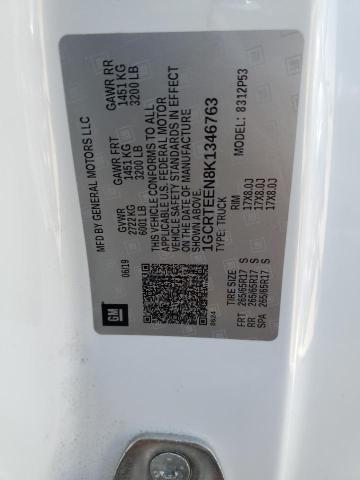 MFD BY GENERAL MOTORS LLC
06/19
GVWR
2722 KG
6001 LB
GAWR FRT
1451 KG
3200 LB
GAWR RR
1451 KG
3200 LB
THIS VEHICLE CONFORMS TO ALL
APPLICABLE U.S. FEDERAL MOTOR
VEHICLE SAFETY STANDARDS IN EFFECT
ON THE DATE OF MANUFACTURE
SHOWN ABOVE.
1GCRTEEN8K1346763
TYPE: TRUCK
MODEL: 8312P53
GM
0624
TIRE SIZE RIM
FRT 265/65R17 S 17X8.0J
RR 265/65R17 S 17X8.0J
SPA 265/65R17 S 17X8.0J